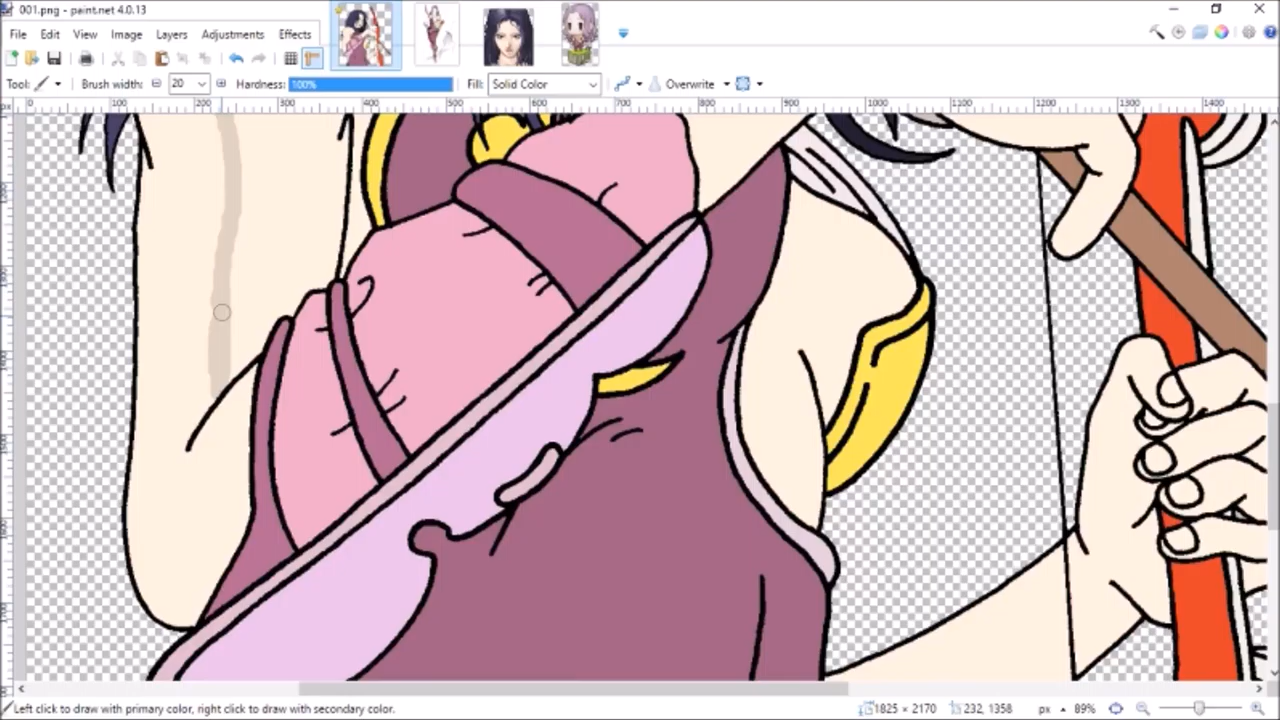 001.png - paint.net 4.0.13
File Edit View Image Layers Adjustments Effects
Tool: Brush width: 20 Hardness: 100% Fill: Solid Color Overwrite
px 0 100 200 300 400 500 600 700 800 900 1000 1100 1200 1300 1400
Left click to draw with primary color, right click to draw with secondary color. 1825 × 2170 232, 1358 px 89%